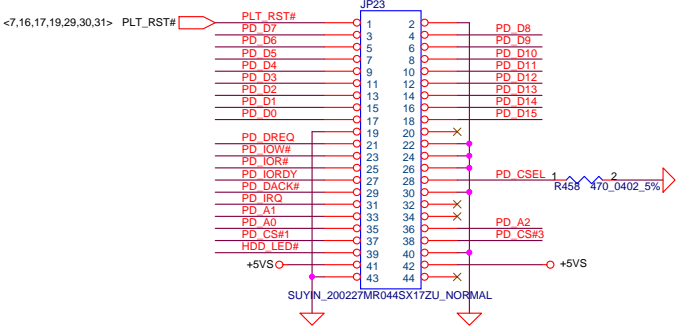 JP23
<7,16,17,19,29,30,31> PLT_RST# PLT_RST# 1 2
PD_D7 3 4 PD_D8
PD_D6 5 6 PD_D9
PD_D5 7 8 PD_D10
PD_D4 9 10 PD_D11
PD_D3 11 12 PD_D12
PD_D2 13 14 PD_D13
PD_D1 15 16 PD_D14
PD_D0 17 18 PD_D15
19 20
PD_DREQ 21 22
PD_IOW# 23 24
PD_IOR# 25 26
PD_IORDY 27 28 PD_CSEL 1 2
R458 470_0402_5%
PD_DACK# 29 30
PD_IRQ 31 32
PD_A1 33 34
PD_A0 35 36 PD_A2
PD_CS#1 37 38 PD_CS#3
HDD_LED# 39 40
+5VS 41 42 +5VS
43 44
SUYIN_200227MR044SX17ZU_NORMAL